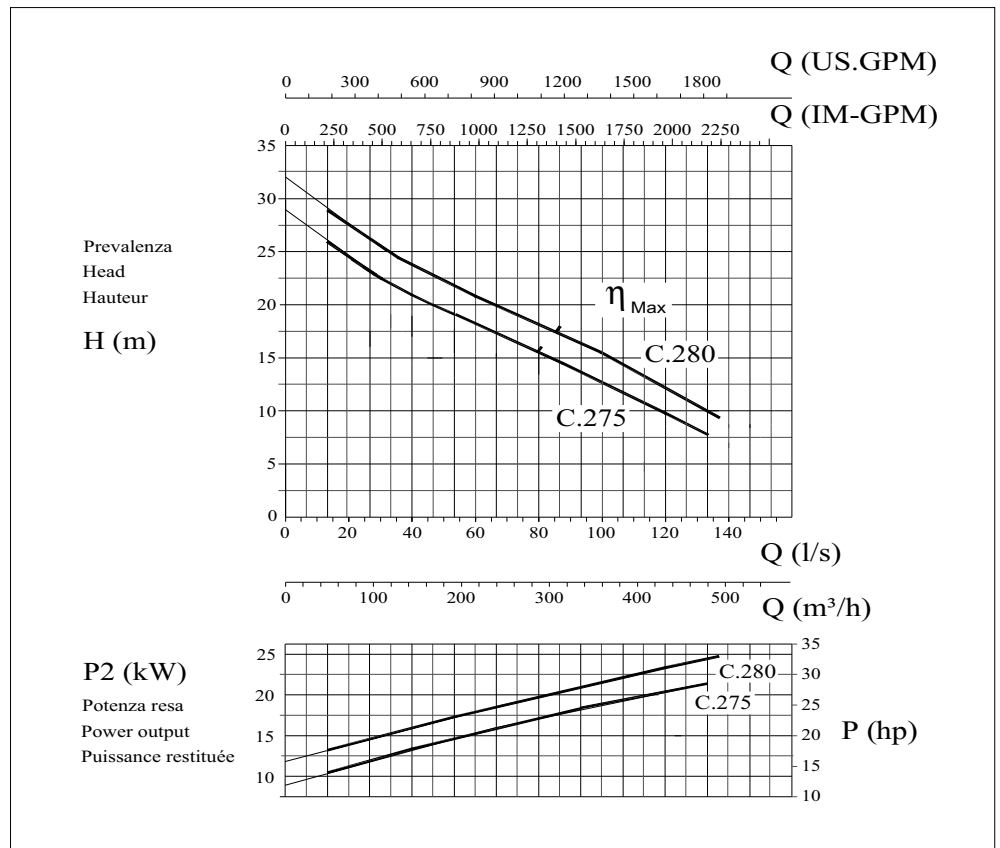 Q (US.GPM)
0 300 600 900 1200 1500 1800
Q (IM-GPM)
0 250 500 750 1000 1250 1500 1750 2000 2250
35
30
25
20
15
10
5
0
Prevalenza
Head
Hauteur
H (m)
η Max
C.280
C.275
0 20 40 60 80 100 120 140
Q (l/s)
0 100 200 300 400 500
Q (m³/h)
P2 (kW)
Potenza resa
Power output
Puissance restituée
25
20
15
10
C.280
C.275
35
30
25
20
15
10
P (hp)